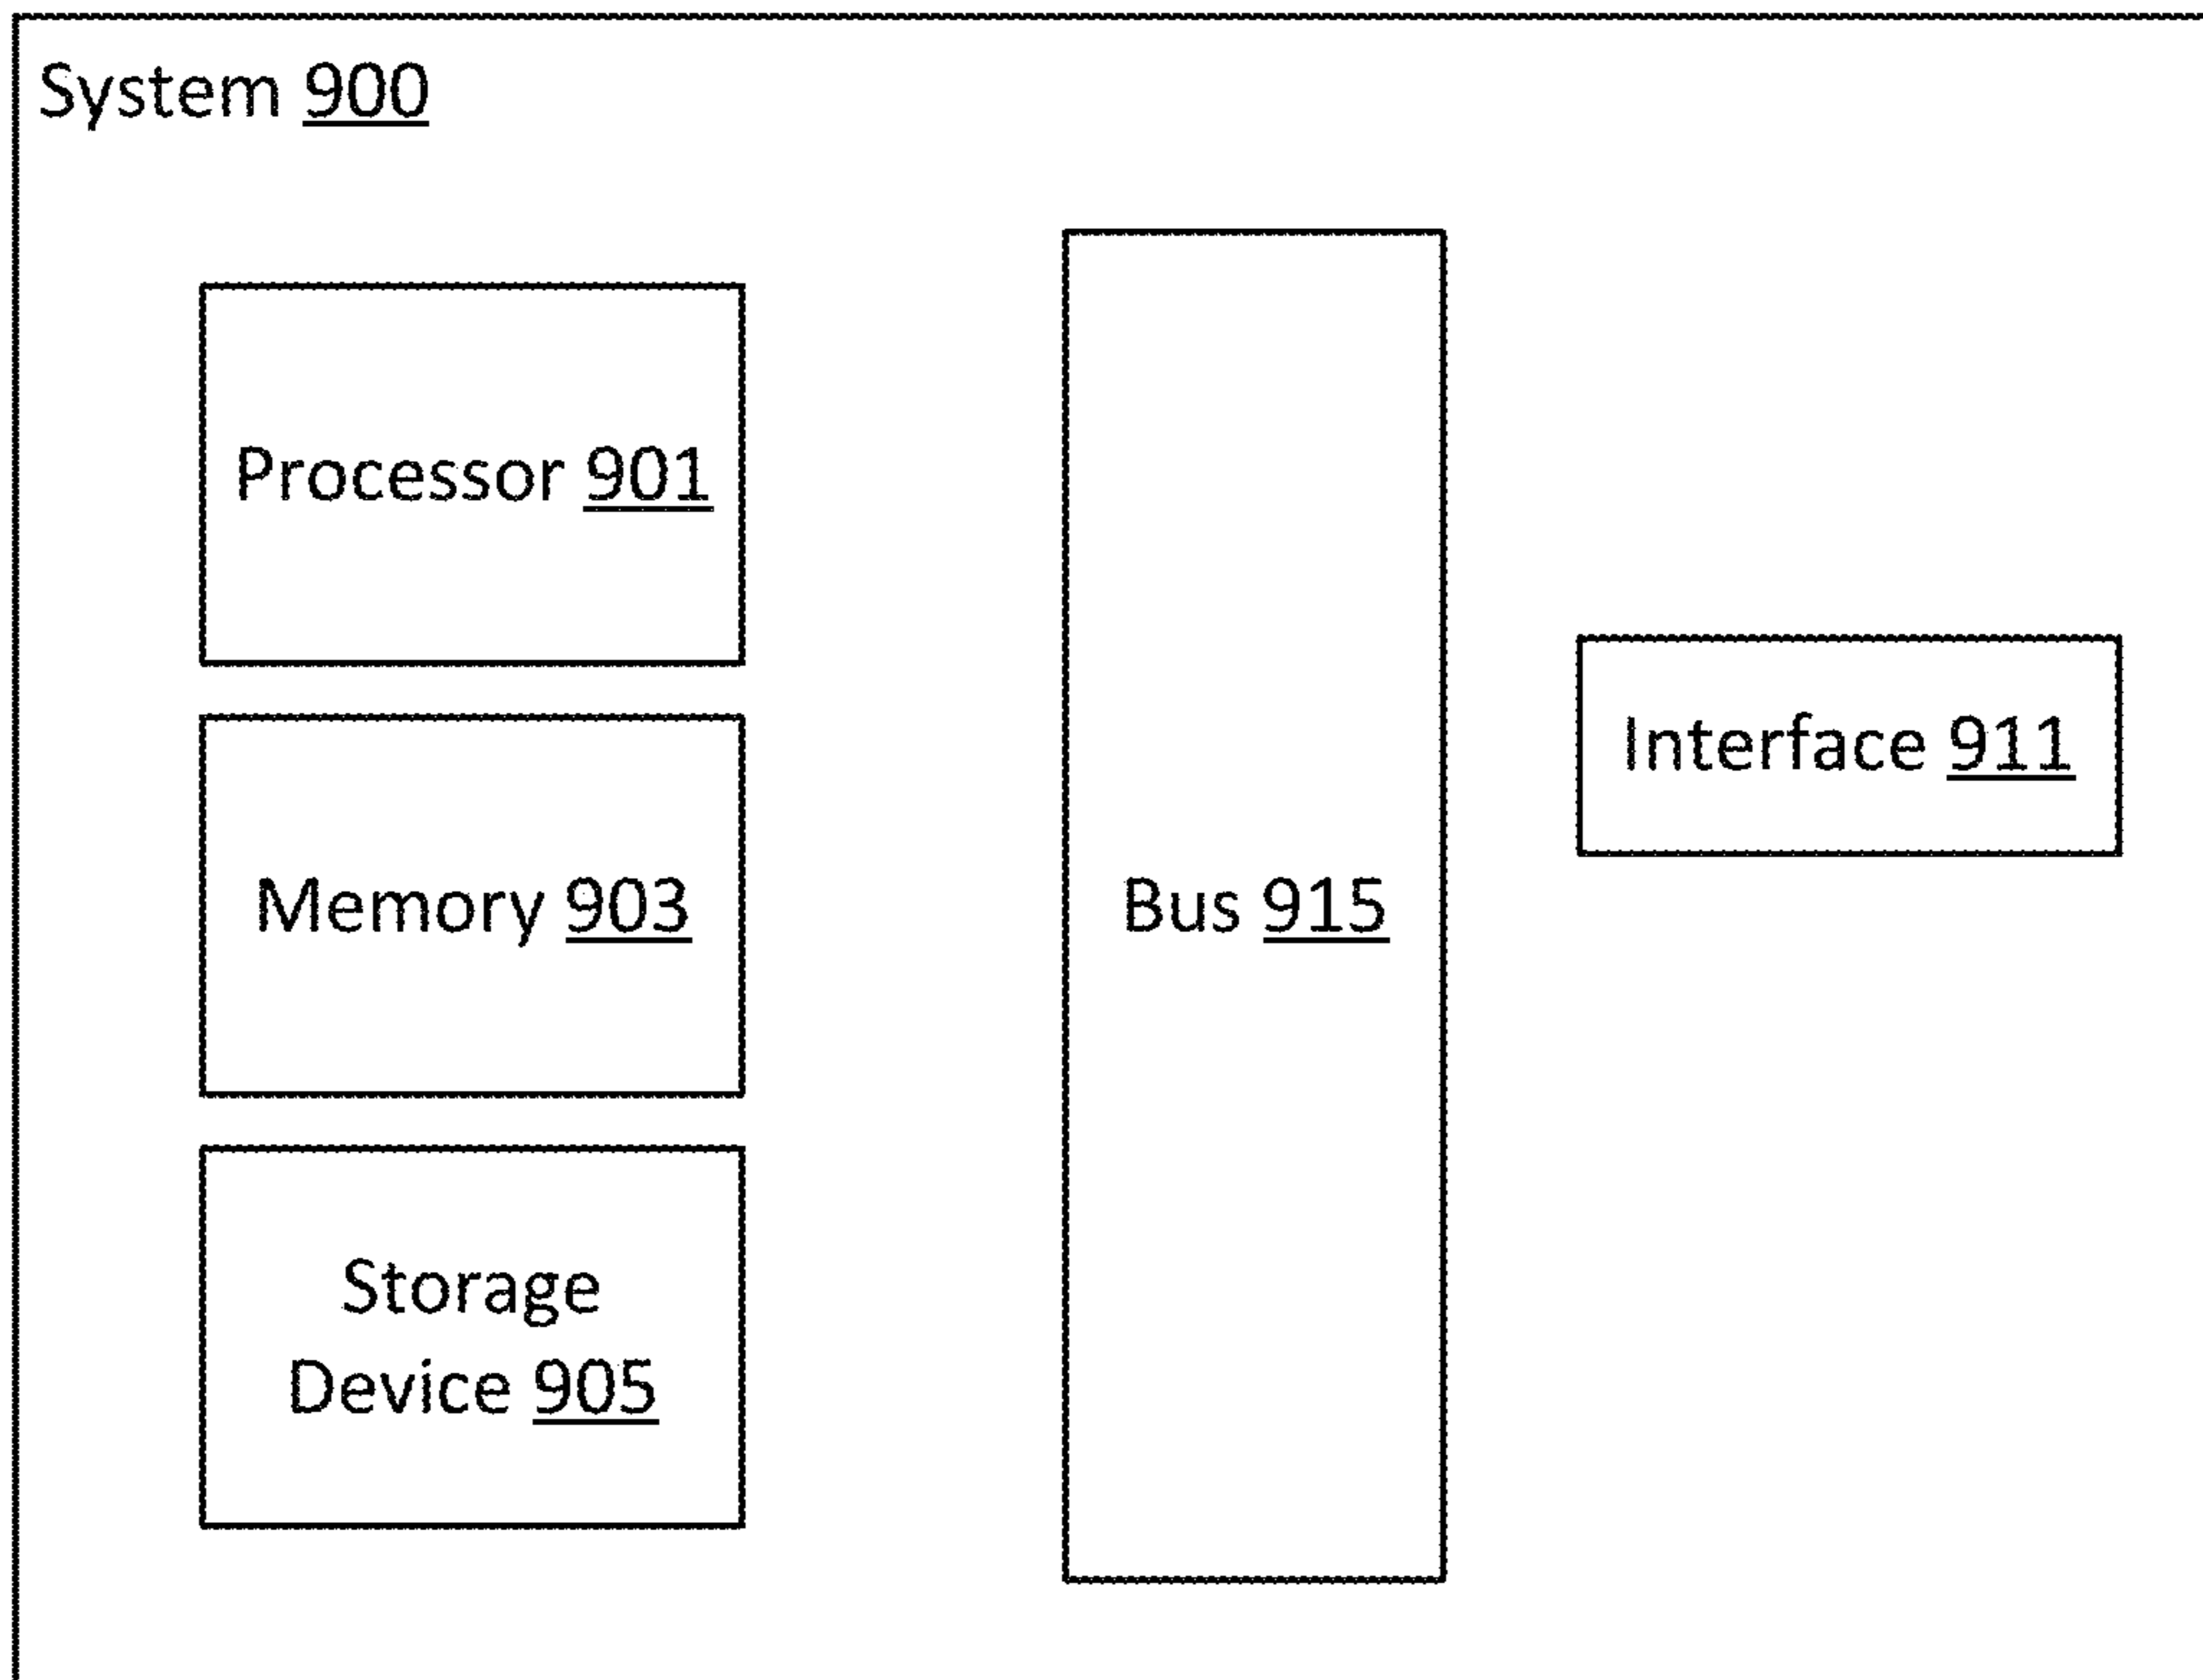 System 900
Processor 901
Interface 911
Memory 903
Bus 915
Storage
Device 905